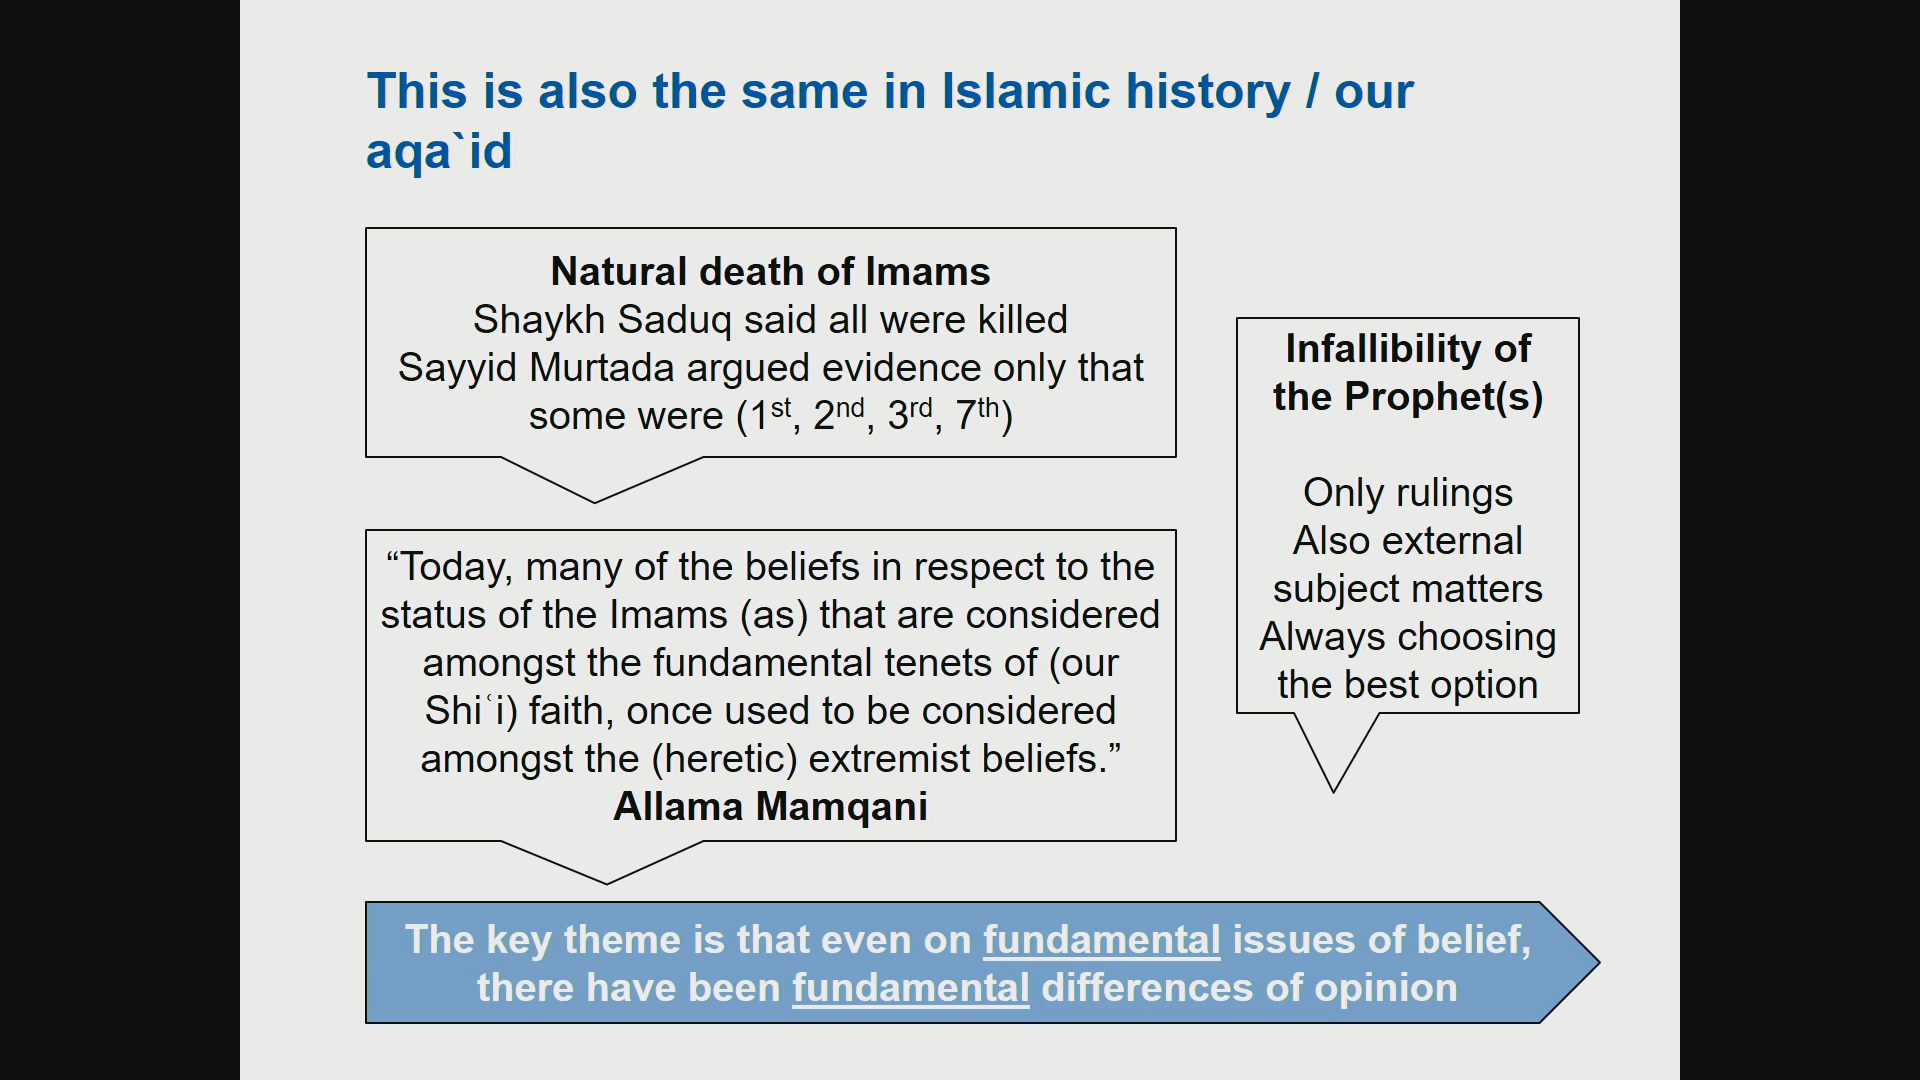 This is also the same in Islamic history / our
aqa`id
Natural death of Imams
Shaykh Saduq said all were killed
Sayyid Murtada argued evidence only that
some were (1st, 2nd, 3rd, 7th)
“Today, many of the beliefs in respect to the
status of the Imams (as) that are considered
amongst the fundamental tenets of (our
Shiʿi) faith, once used to be considered
amongst the (heretic) extremist beliefs.”
Allama Mamqani
Infallibility of
the Prophet(s)
Only rulings
Also external
subject matters
Always choosing
the best option
The key theme is that even on fundamental issues of belief,
there have been fundamental differences of opinion